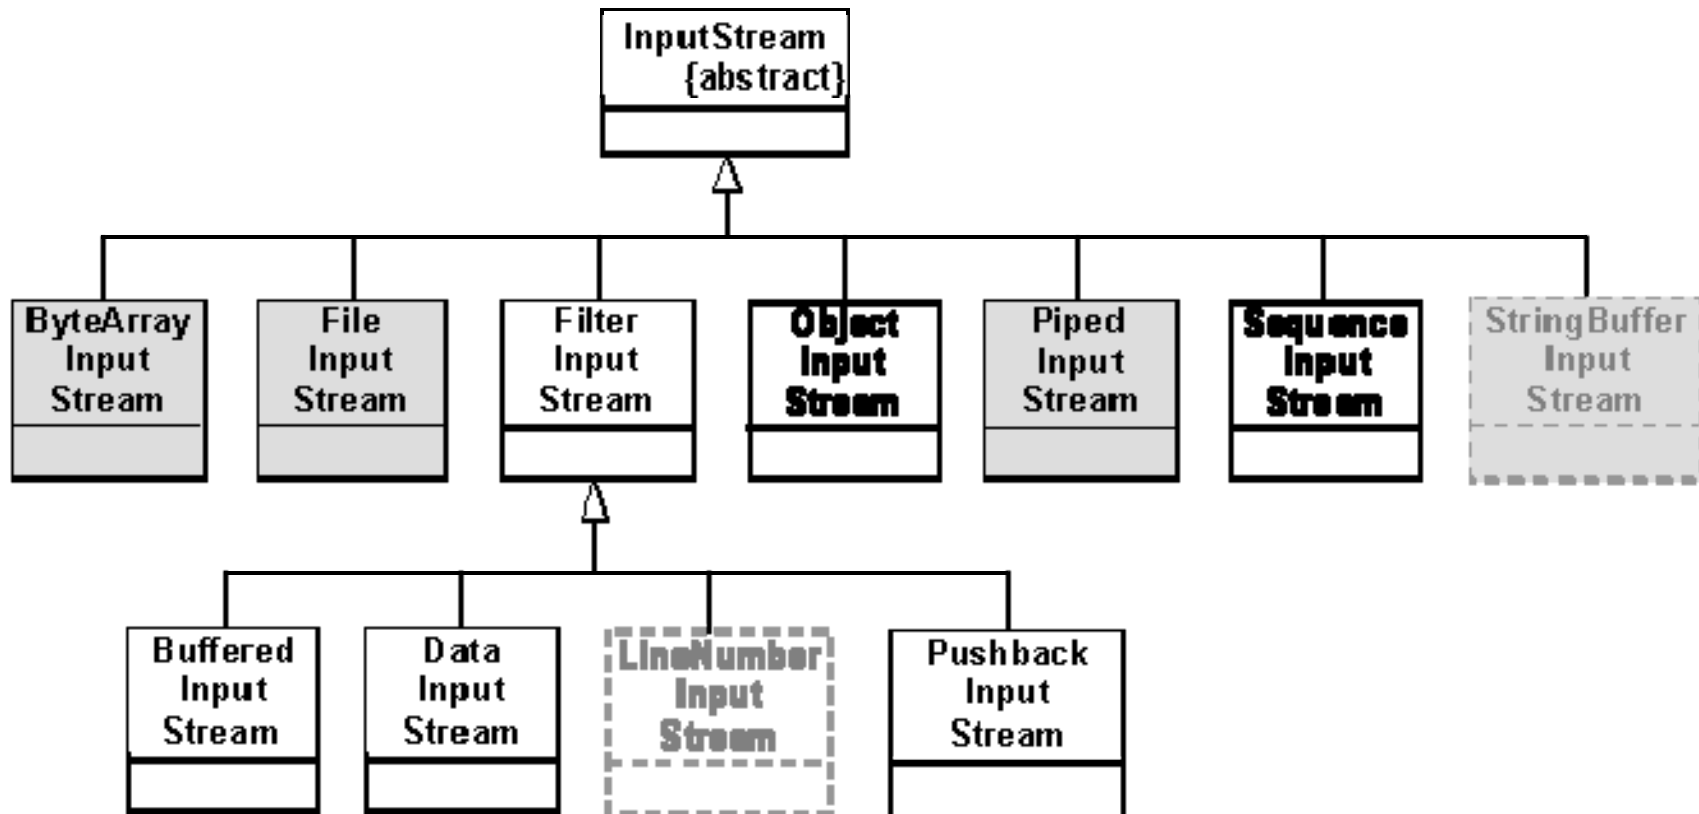 InputStream
{abstract}
ByteArray
Input
Stream
File
Input
Stream
Filter
Input
Stream
Object
Input
Stream
Piped
Input
Stream
Sequence
Input
Stream
StringBuffer
Input
Stream
Buffered
Input
Stream
Data
Input
Stream
LineNumber
Input
Stream
Pushback
Input
Stream